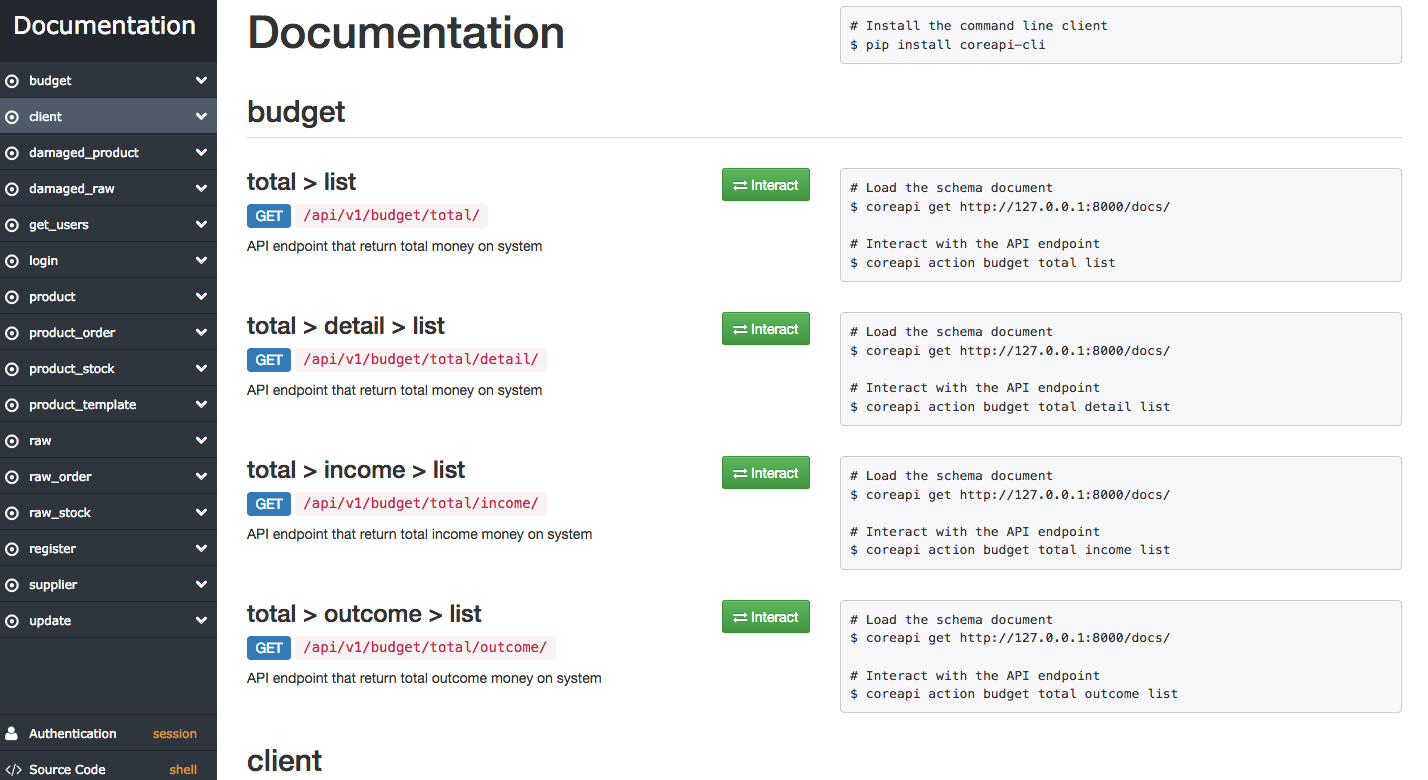 Documentation
budget
client
damaged_product
damaged_raw
get_users
login
product
product_order
product_stock
product_template
raw
raw_order
raw_stock
register
supplier
update
Authentication session
</> Source Code shell
Documentation
# Install the command line client
$ pip install coreapi-cli
budget
total > list
Interact
GET /api/v1/budget/total/
API endpoint that return total money on system
# Load the schema document
$ coreapi get http://127.0.0.1:8000/docs/
# Interact with the API endpoint
$ coreapi action budget total list
total > detail > list
Interact
GET /api/v1/budget/total/detail/
API endpoint that return total money on system
# Load the schema document
$ coreapi get http://127.0.0.1:8000/docs/
# Interact with the API endpoint
$ coreapi action budget total detail list
total > income > list
Interact
GET /api/v1/budget/total/income/
API endpoint that return total income money on system
# Load the schema document
$ coreapi get http://127.0.0.1:8000/docs/
# Interact with the API endpoint
$ coreapi action budget total income list
total > outcome > list
Interact
GET /api/v1/budget/total/outcome/
API endpoint that return total outcome money on system
# Load the schema document
$ coreapi get http://127.0.0.1:8000/docs/
# Interact with the API endpoint
$ coreapi action budget total outcome list
client